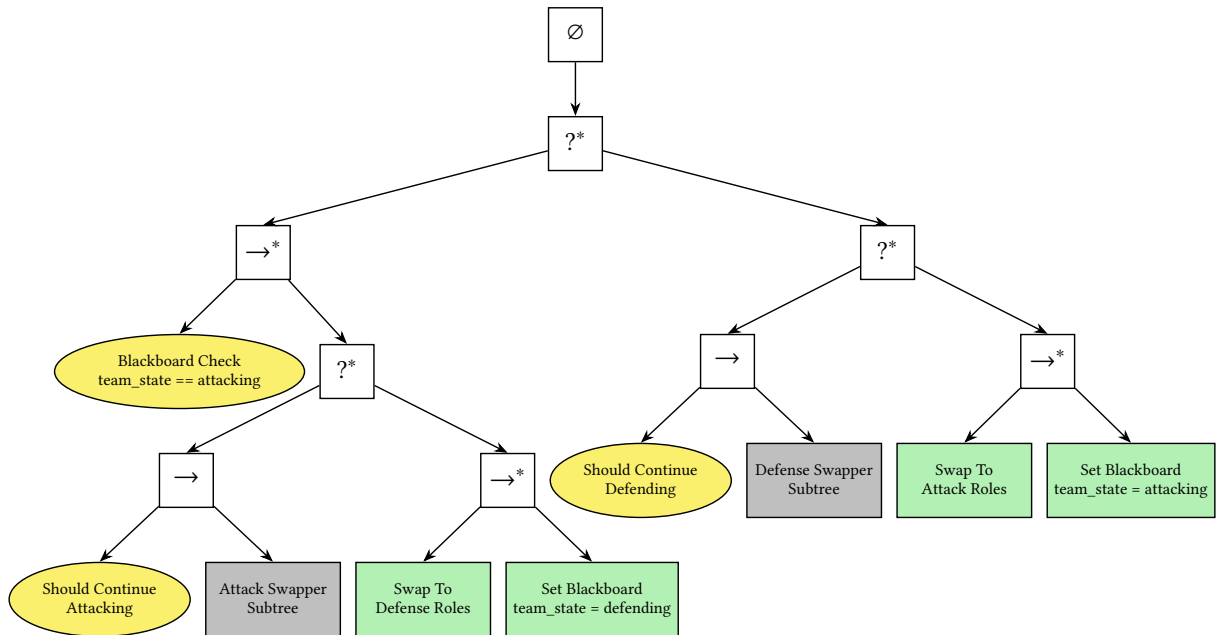 ∅
?*
→*
?*
Blackboard Check
team_state == attacking
?*
→
→*
→
→*
Should Continue
Defending
Defense Swapper
Subtree
Swap To
Attack Roles
Set Blackboard
team_state = attacking
Should Continue
Attacking
Attack Swapper
Subtree
Swap To
Defense Roles
Set Blackboard
team_state = defending